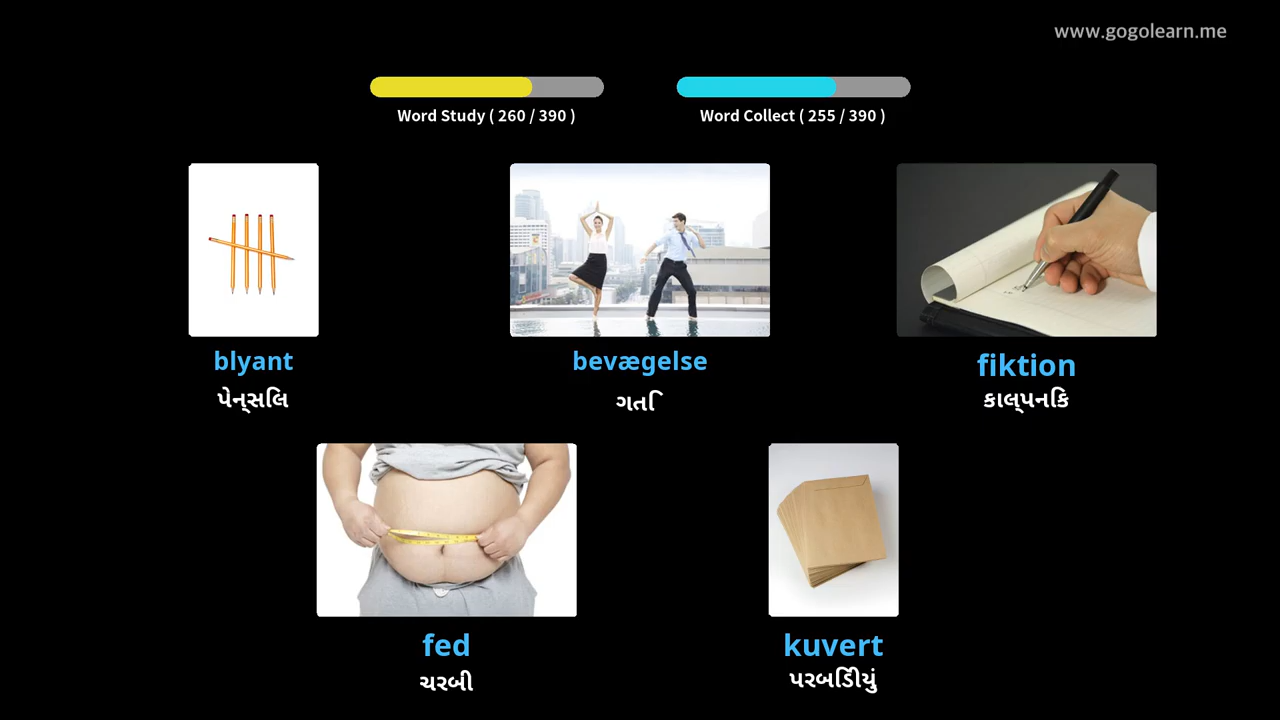 www.gogolearn.me
Word Study ( 260 / 390 )
Word Collect ( 255 / 390 )
blyant
પેન્સિલ
bevægelse
ગતિ
fiktion
કાલ્પનિક
fed
ચરબી
kuvert
પરબિડીયું